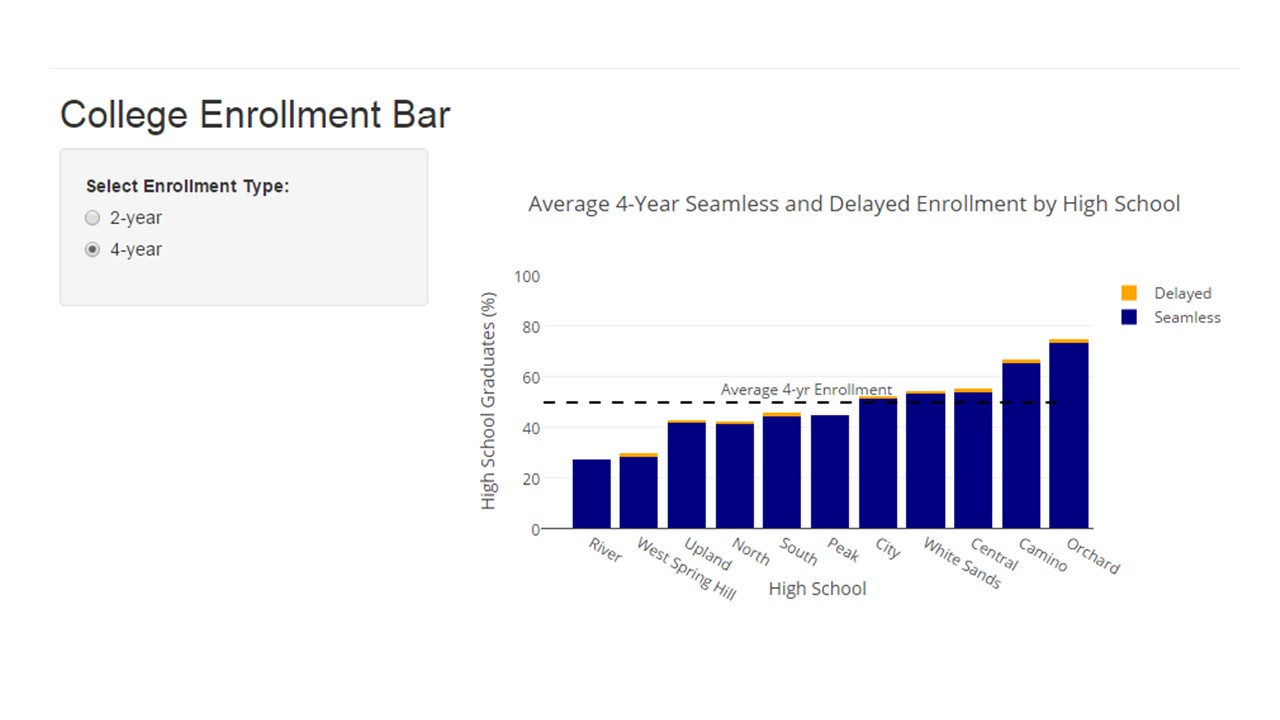 College Enrollment Bar
Select Enrollment Type:
2-year
4-year
Average 4-Year Seamless and Delayed Enrollment by High School
High School Graduates (%)
100
80
60
40
20
0
Average 4-yr Enrollment
Delayed
Seamless
River
West Spring Hill
Upland
North
South
Peak
City
White Sands
Central
Camino
Orchard
High School